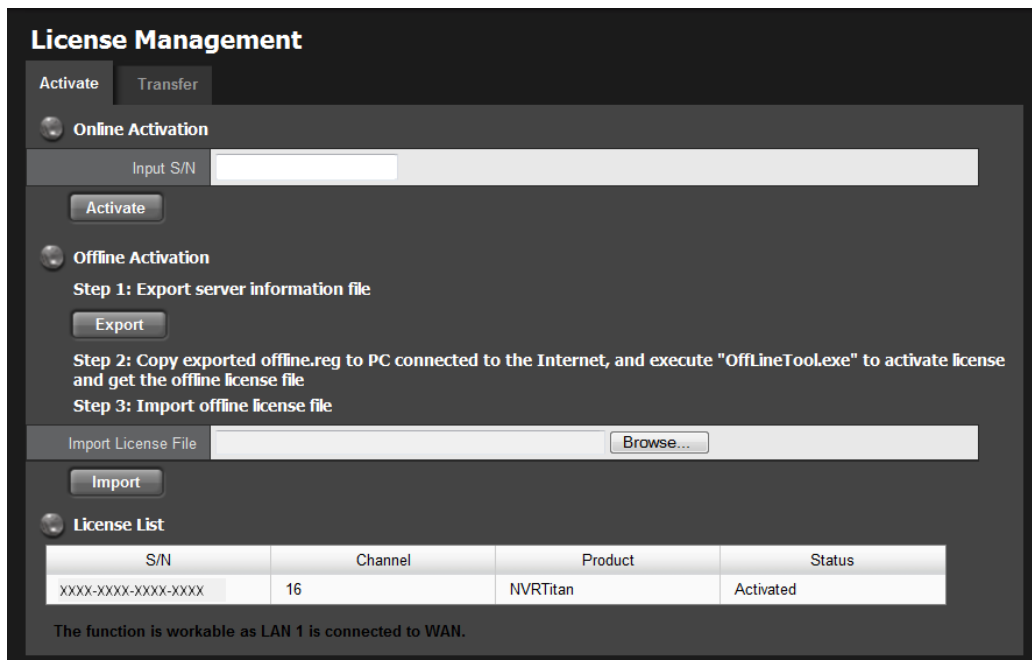 License Management
Activate Transfer
Online Activation
Input S/N
Activate
Offline Activation
Step 1: Export server information file
Export
Step 2: Copy exported offline.reg to PC connected to the Internet, and execute "OffLineTool.exe" to activate license
and get the offline license file
Step 3: Import offline license file
Import License File Browse...
Import
License List
S/N Channel Product Status
XXXX-XXXX-XXXX-XXXX 16 NVRTitan Activated
The function is workable as LAN 1 is connected to WAN.